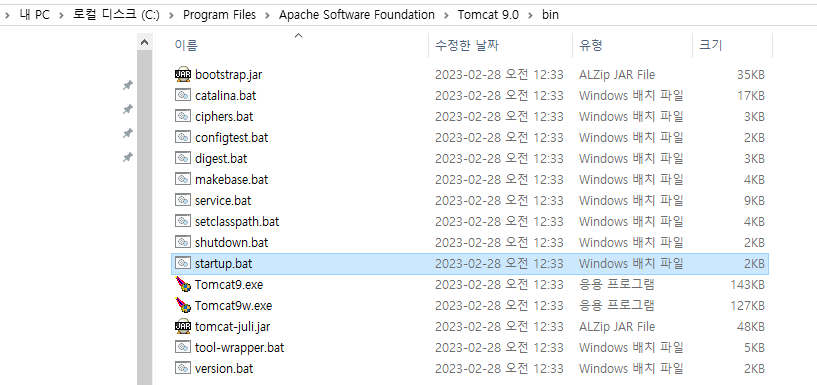 내 PC > 로컬 디스크 (C:) > Program Files > Apache Software Foundation > Tomcat 9.0 > bin
이름 수정한 날짜 유형 크기
bootstrap.jar 2023-02-28 오전 12:33 ALZip JAR File 35KB
catalina.bat 2023-02-28 오전 12:33 Windows 배치 파일 17KB
ciphers.bat 2023-02-28 오전 12:33 Windows 배치 파일 3KB
configtest.bat 2023-02-28 오전 12:33 Windows 배치 파일 2KB
digest.bat 2023-02-28 오전 12:33 Windows 배치 파일 3KB
makebase.bat 2023-02-28 오전 12:33 Windows 배치 파일 4KB
service.bat 2023-02-28 오전 12:33 Windows 배치 파일 9KB
setclasspath.bat 2023-02-28 오전 12:33 Windows 배치 파일 4KB
shutdown.bat 2023-02-28 오전 12:33 Windows 배치 파일 2KB
startup.bat 2023-02-28 오전 12:33 Windows 배치 파일 2KB
Tomcat9.exe 2023-02-28 오전 12:33 응용 프로그램 143KB
Tomcat9w.exe 2023-02-28 오전 12:33 응용 프로그램 127KB
tomcat-juli.jar 2023-02-28 오전 12:33 ALZip JAR File 48KB
tool-wrapper.bat 2023-02-28 오전 12:33 Windows 배치 파일 5KB
version.bat 2023-02-28 오전 12:33 Windows 배치 파일 2KB